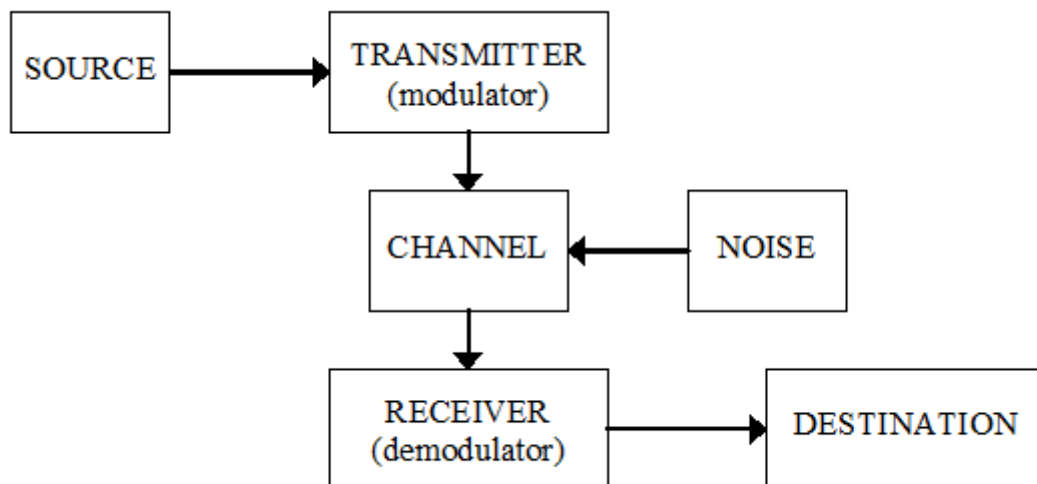 SOURCE
TRANSMITTER
(modulator)
CHANNEL
NOISE
RECEIVER
(demodulator)
DESTINATION